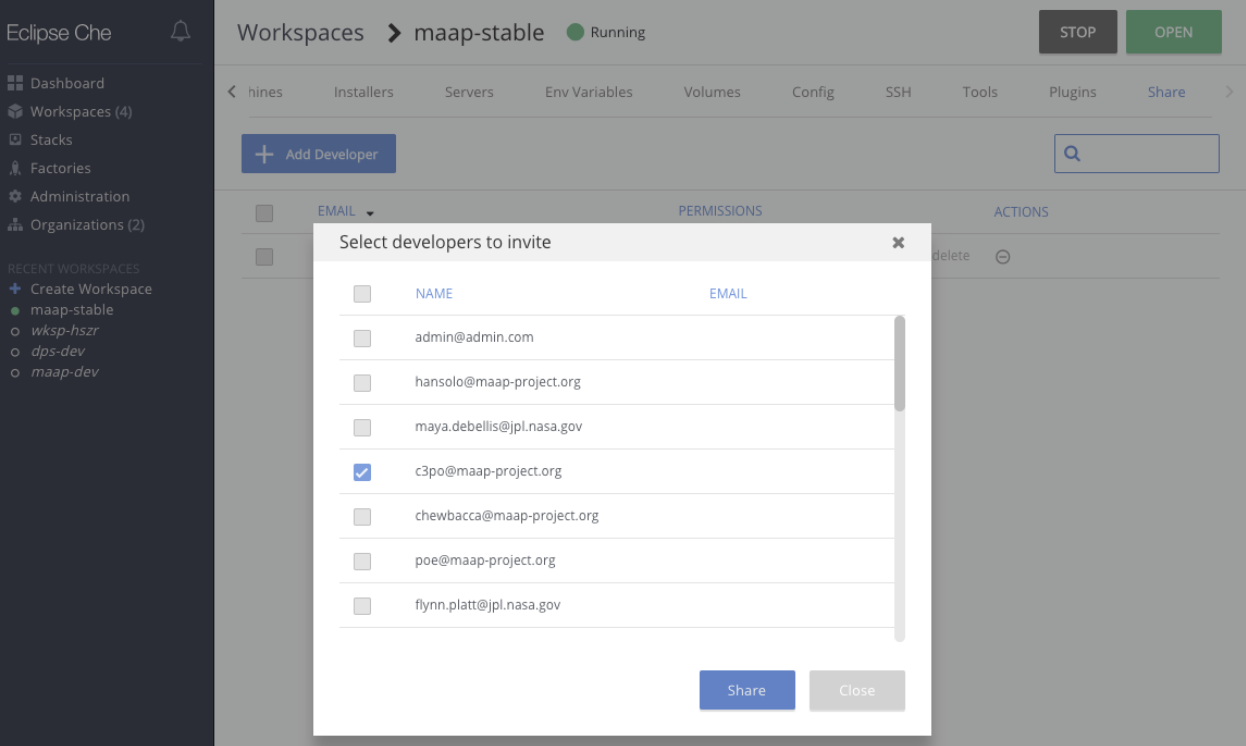 Eclipse Che
Dashboard
Workspaces (4)
Stacks
Factories
Administration
Organizations (2)
RECENT WORKSPACES
Create Workspace
maap-stable
wksp-hszr
dps-dev
maap-dev
Workspaces maap-stable Running
STOP OPEN
hines Installers Servers Env Variables Volumes Config SSH Tools Plugins Share
Add Developer
EMAIL PERMISSIONS ACTIONS
delete
Select developers to invite
NAME EMAIL
admin@admin.com
hansolo@maap-project.org
maya.debellis@jpl.nasa.gov
c3po@maap-project.org
chewbacca@maap-project.org
poe@maap-project.org
flynn.platt@jpl.nasa.gov
Share Close